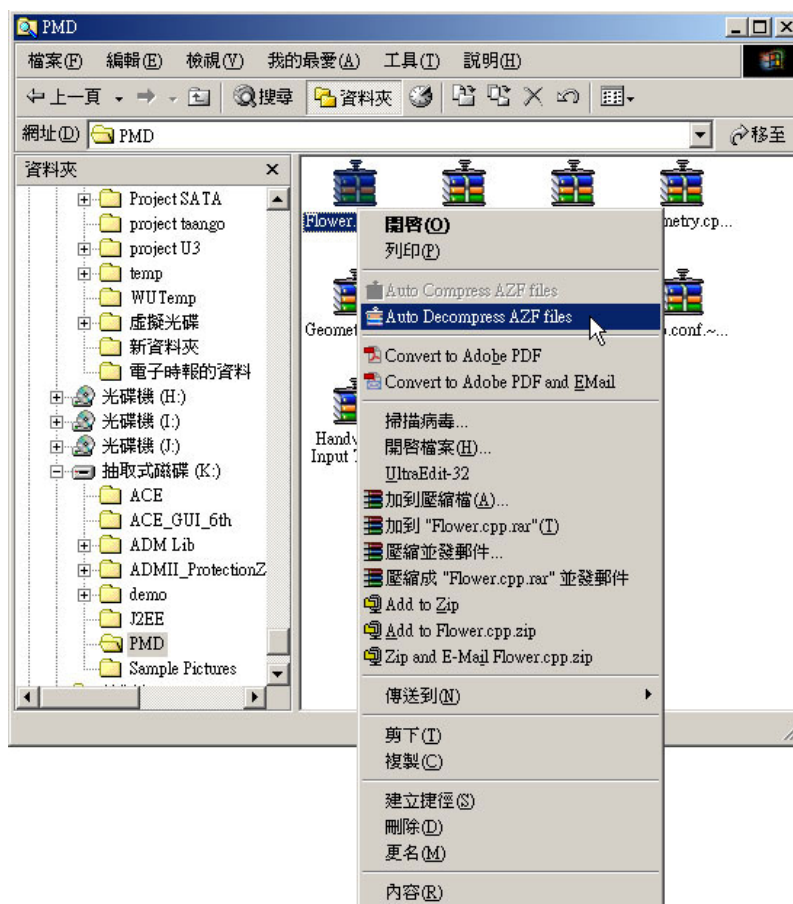 PMD
檔案(F) 編輯(E) 檢視(V) 我的最愛(A) 工具(T) 說明(H)
上一頁 搜尋 資料夾
網址(D) PMD 移至
資料夾
Project SATA
project taango
project U3
temp
WUTemp
虛擬光碟
新資料夾
電子時報的資料
光碟機 (H:)
光碟機 (I:)
光碟機 (J:)
抽取式磁碟 (K:)
ACE
ACE_GUI_6th
ADM Lib
ADMII_ProtectionZ
demo
J2EE
PMD
Sample Pictures
Flower.
metry.cp...
Geomet
.conf.~...
Input
開啓(O)
列印(P)
Auto Compress AZF files
Auto Decompress AZF files
Convert to Adobe PDF
Convert to Adobe PDF and EMail
掃描病毒...
開啓檔案(H)...
UltraEdit-32
加到壓縮檔(A)...
加到 "Flower.cpp.rar"(T)
壓縮並發郵件...
壓縮成 "Flower.cpp.rar" 並發郵件
Add to Zip
Add to Flower.cpp.zip
Zip and E-Mail Flower.cpp.zip
傳送到(N)
剪下(T)
複製(C)
建立捷徑(S)
刪除(D)
更名(M)
內容(R)